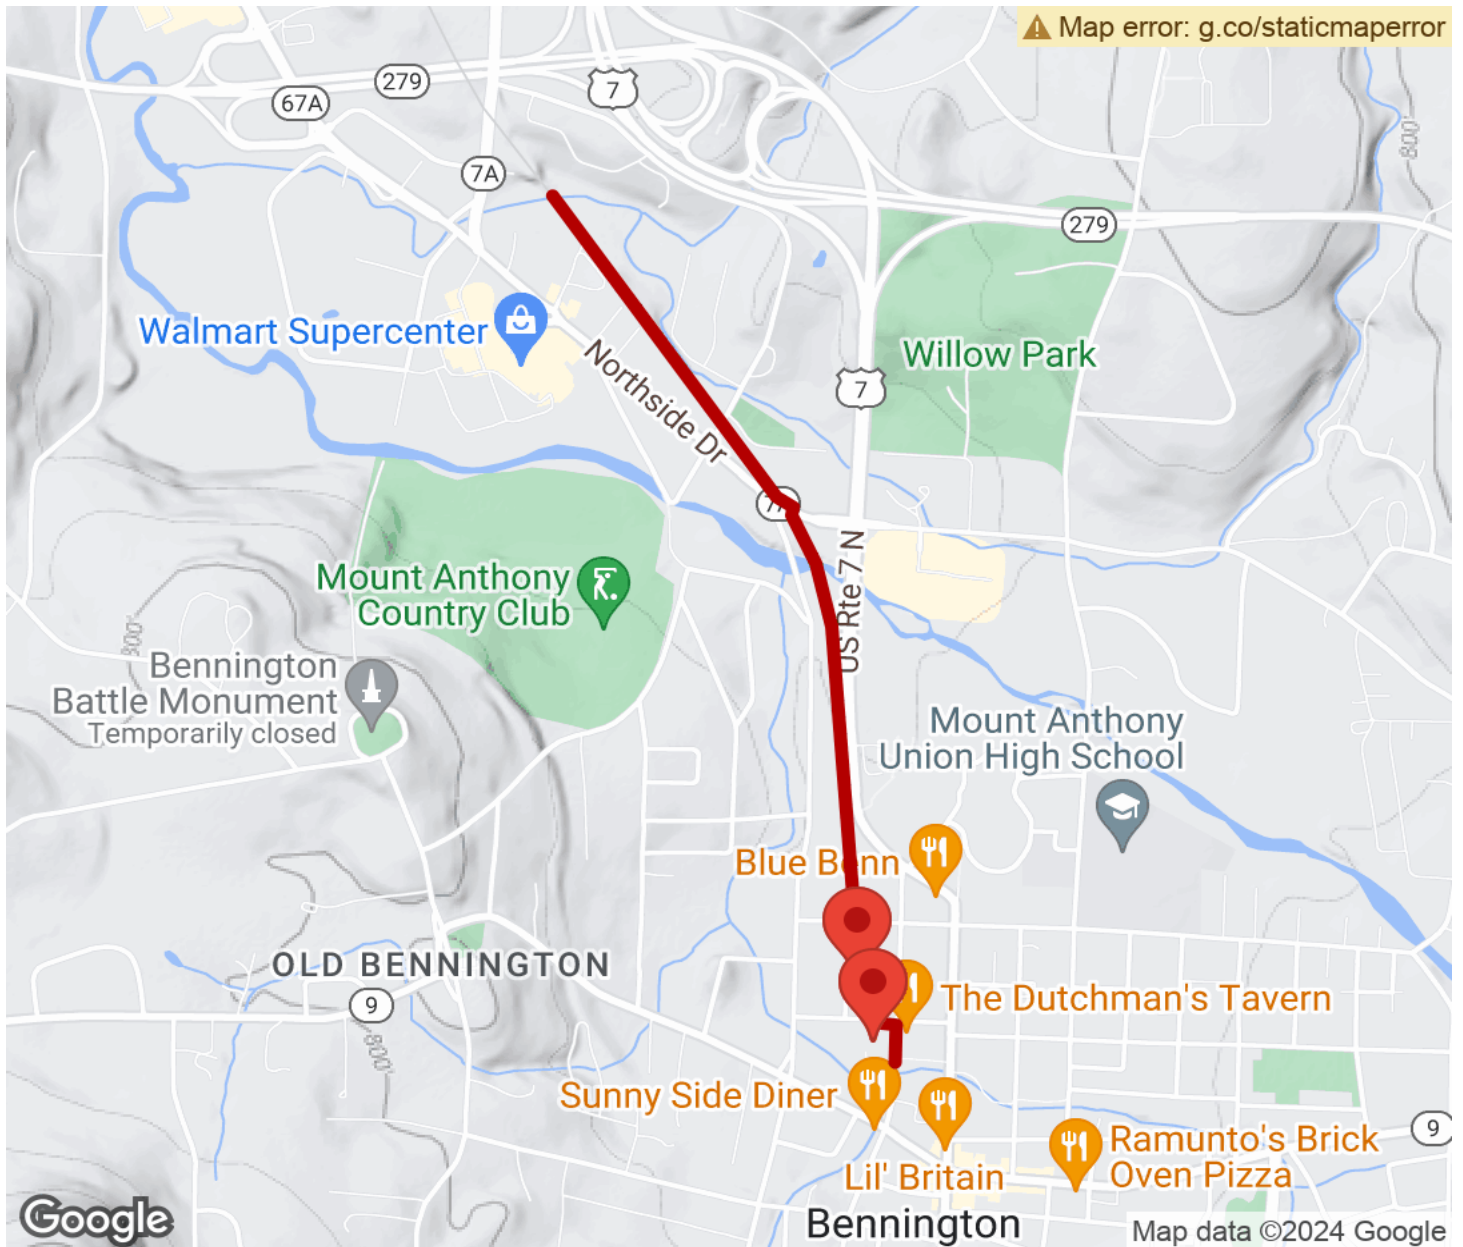 Map error: g.co/staticmaperror
279
7
67A
7A
279
Walmart Supercenter
Northside Dr
Willow Park
7
800'
7A
US Rte 7 N
Mount Anthony
Country Club
800'
Bennington
Battle Monument
Temporarily closed
Mount Anthony
Union High School
Blue Benn
OLD BENNINGTON
9
The Dutchman's Tavern
800'
Sunny Side Diner
9
Ramunto's Brick
Oven Pizza
Lil' Britain
Bennington
Google
Map data ©2024 Google